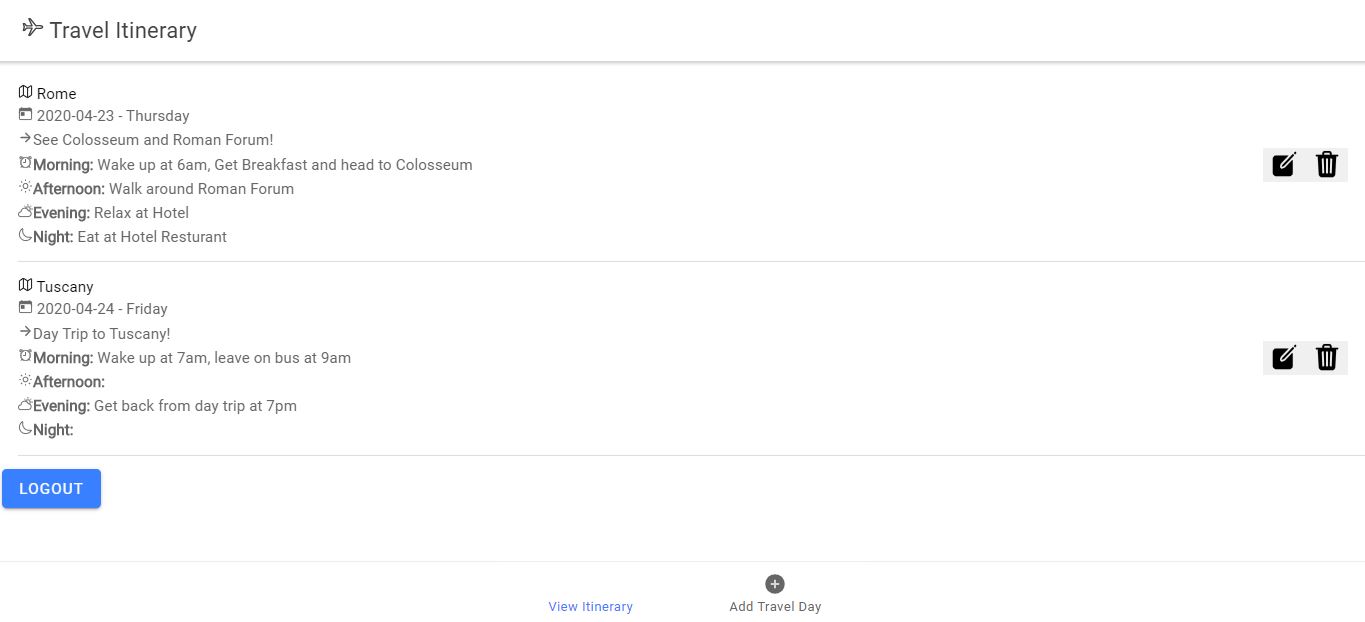 Travel Itinerary
Rome
2020-04-23 - Thursday
See Colosseum and Roman Forum!
Morning: Wake up at 6am, Get Breakfast and head to Colosseum
Afternoon: Walk around Roman Forum
Evening: Relax at Hotel
Night: Eat at Hotel Resturant
Tuscany
2020-04-24 - Friday
Day Trip to Tuscany!
Morning: Wake up at 7am, leave on bus at 9am
Afternoon:
Evening: Get back from day trip at 7pm
Night:
LOGOUT
View Itinerary
Add Travel Day